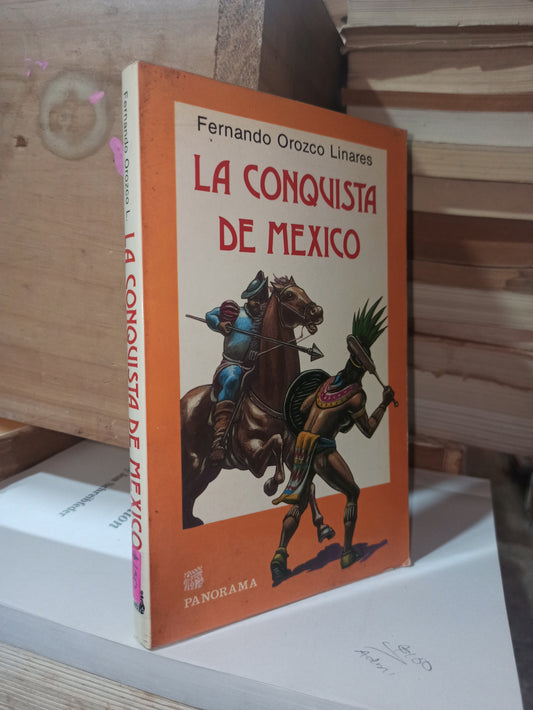 Fernando Orozco Linares
LA CONQUISTA
DE MEXICO
PANORAMA
Fernando Orozco L.
LA CONQUISTA DE MEXICO